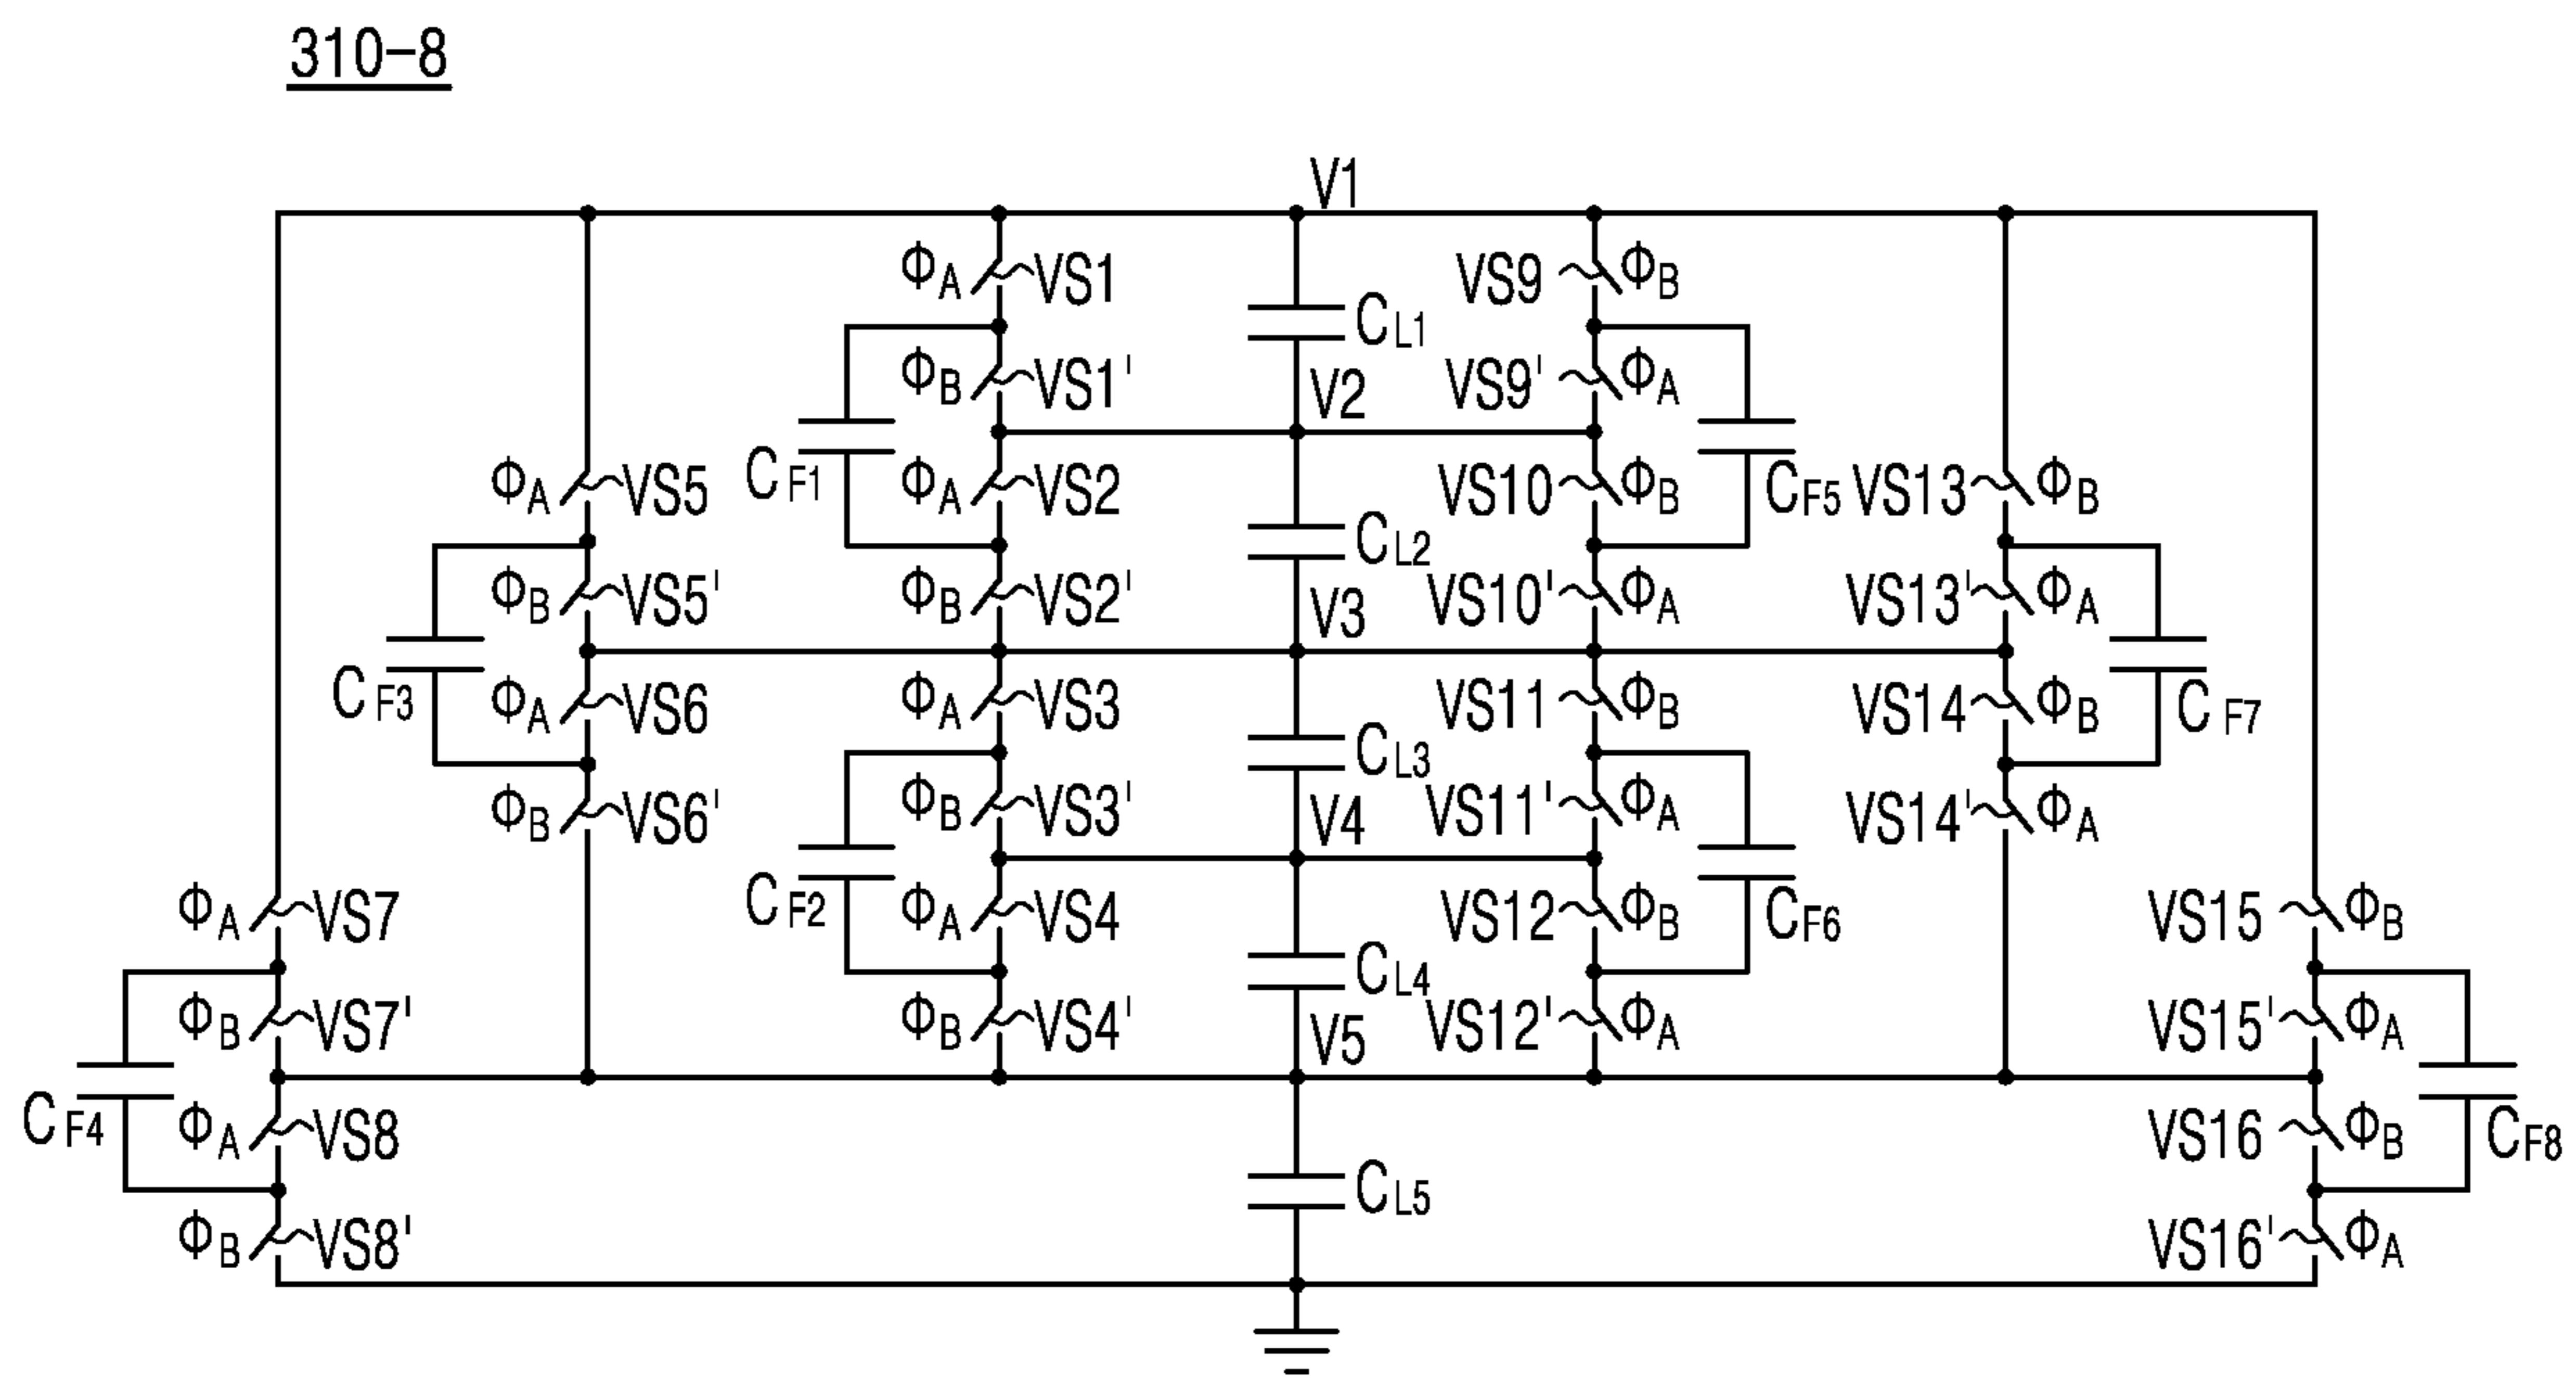 310-8
V1
ΦA VS1 CL1 VS9 ΦB
ΦB VS1' V2 VS9' ΦA
CF1 CF5
ΦA VS5 ΦA VS2 CL2 VS10 ΦB VS13 ΦB
ΦB VS5' ΦB VS2' V3 VS10' ΦA VS13' ΦA
CF3 ΦA VS6 ΦA VS3 CL3 VS11 ΦB VS14 ΦB CF7
ΦB VS6' ΦB VS3' V4 VS11' ΦA VS14' ΦA
CF2 CF6
ΦA VS7 ΦA VS4 CL4 VS12 ΦB VS15 ΦB
ΦB VS7' ΦB VS4' V5 VS12' ΦA VS15' ΦA
CF4 ΦA VS8 CL5 VS16 ΦB CF8
ΦB VS8' VS16' ΦA